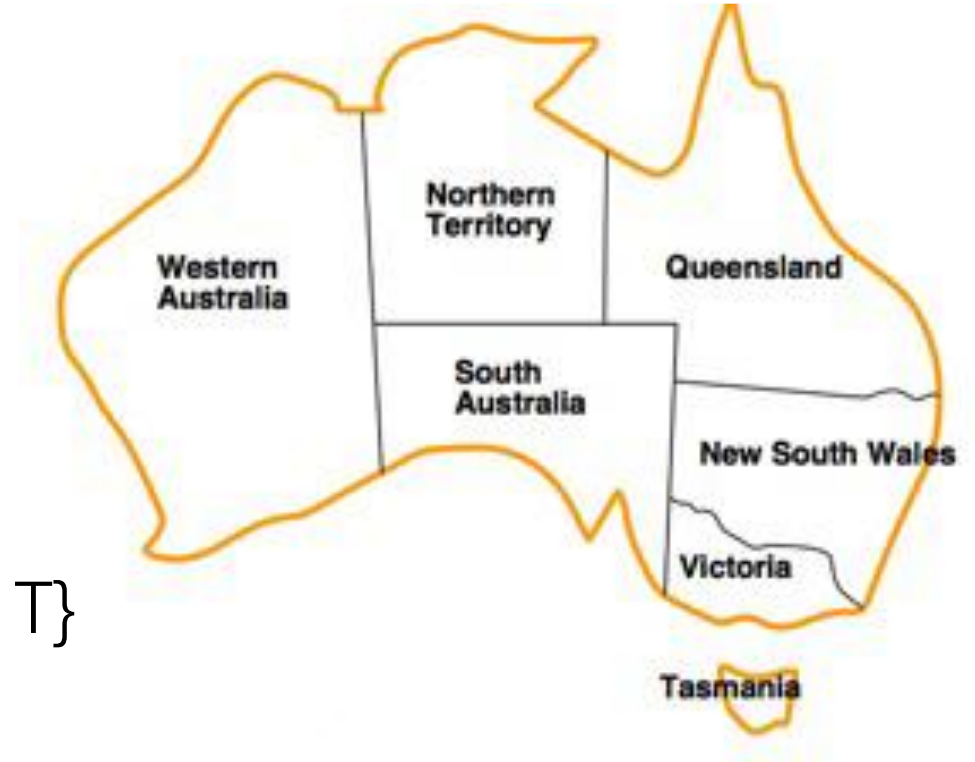 Northern
Territory
Western
Australia
Queensland
South
Australia
New South Wales
Victoria
T}
Tasmania